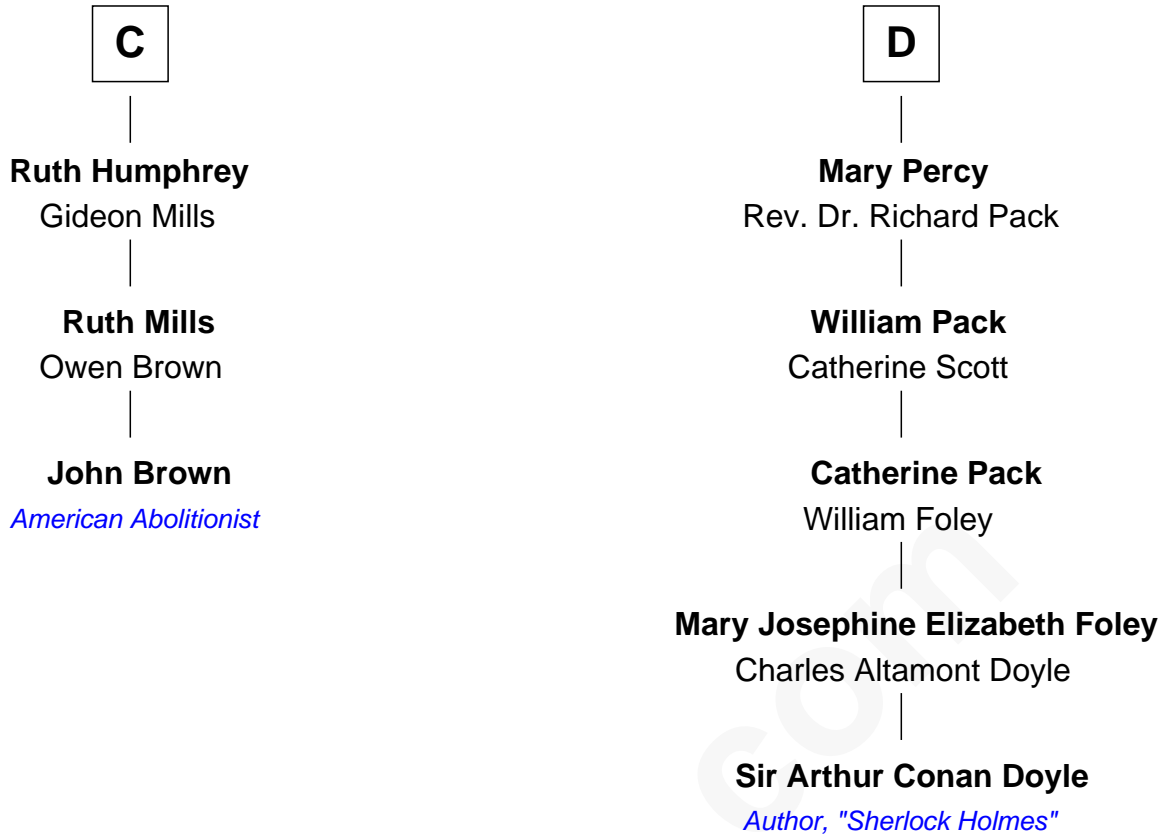 C
Ruth Humphrey
Gideon Mills
Ruth Mills
Owen Brown
John Brown
American Abolitionist
D
Mary Percy
Rev. Dr. Richard Pack
William Pack
Catherine Scott
Catherine Pack
William Foley
Mary Josephine Elizabeth Foley
Charles Altamont Doyle
Sir Arthur Conan Doyle
Author, "Sherlock Holmes"
com